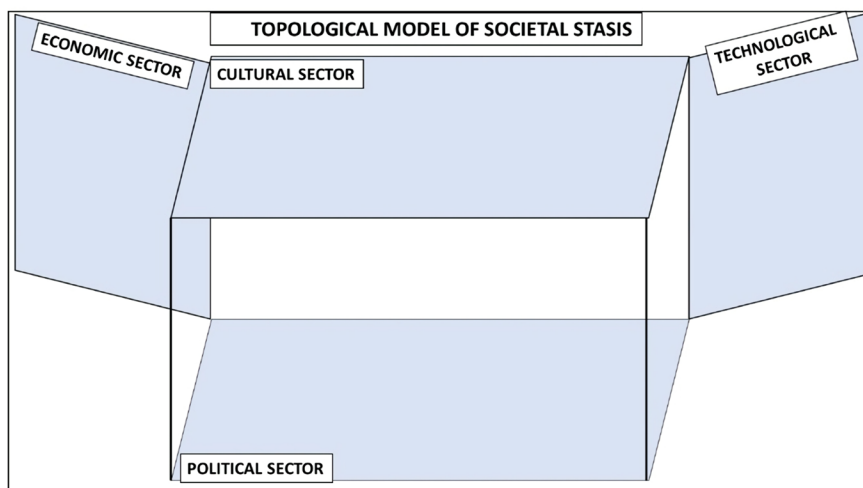 TOPOLOGICAL MODEL OF SOCIETAL STASIS
ECONOMIC SECTOR
CULTURAL SECTOR
TECHNOLOGICAL
SECTOR
POLITICAL SECTOR